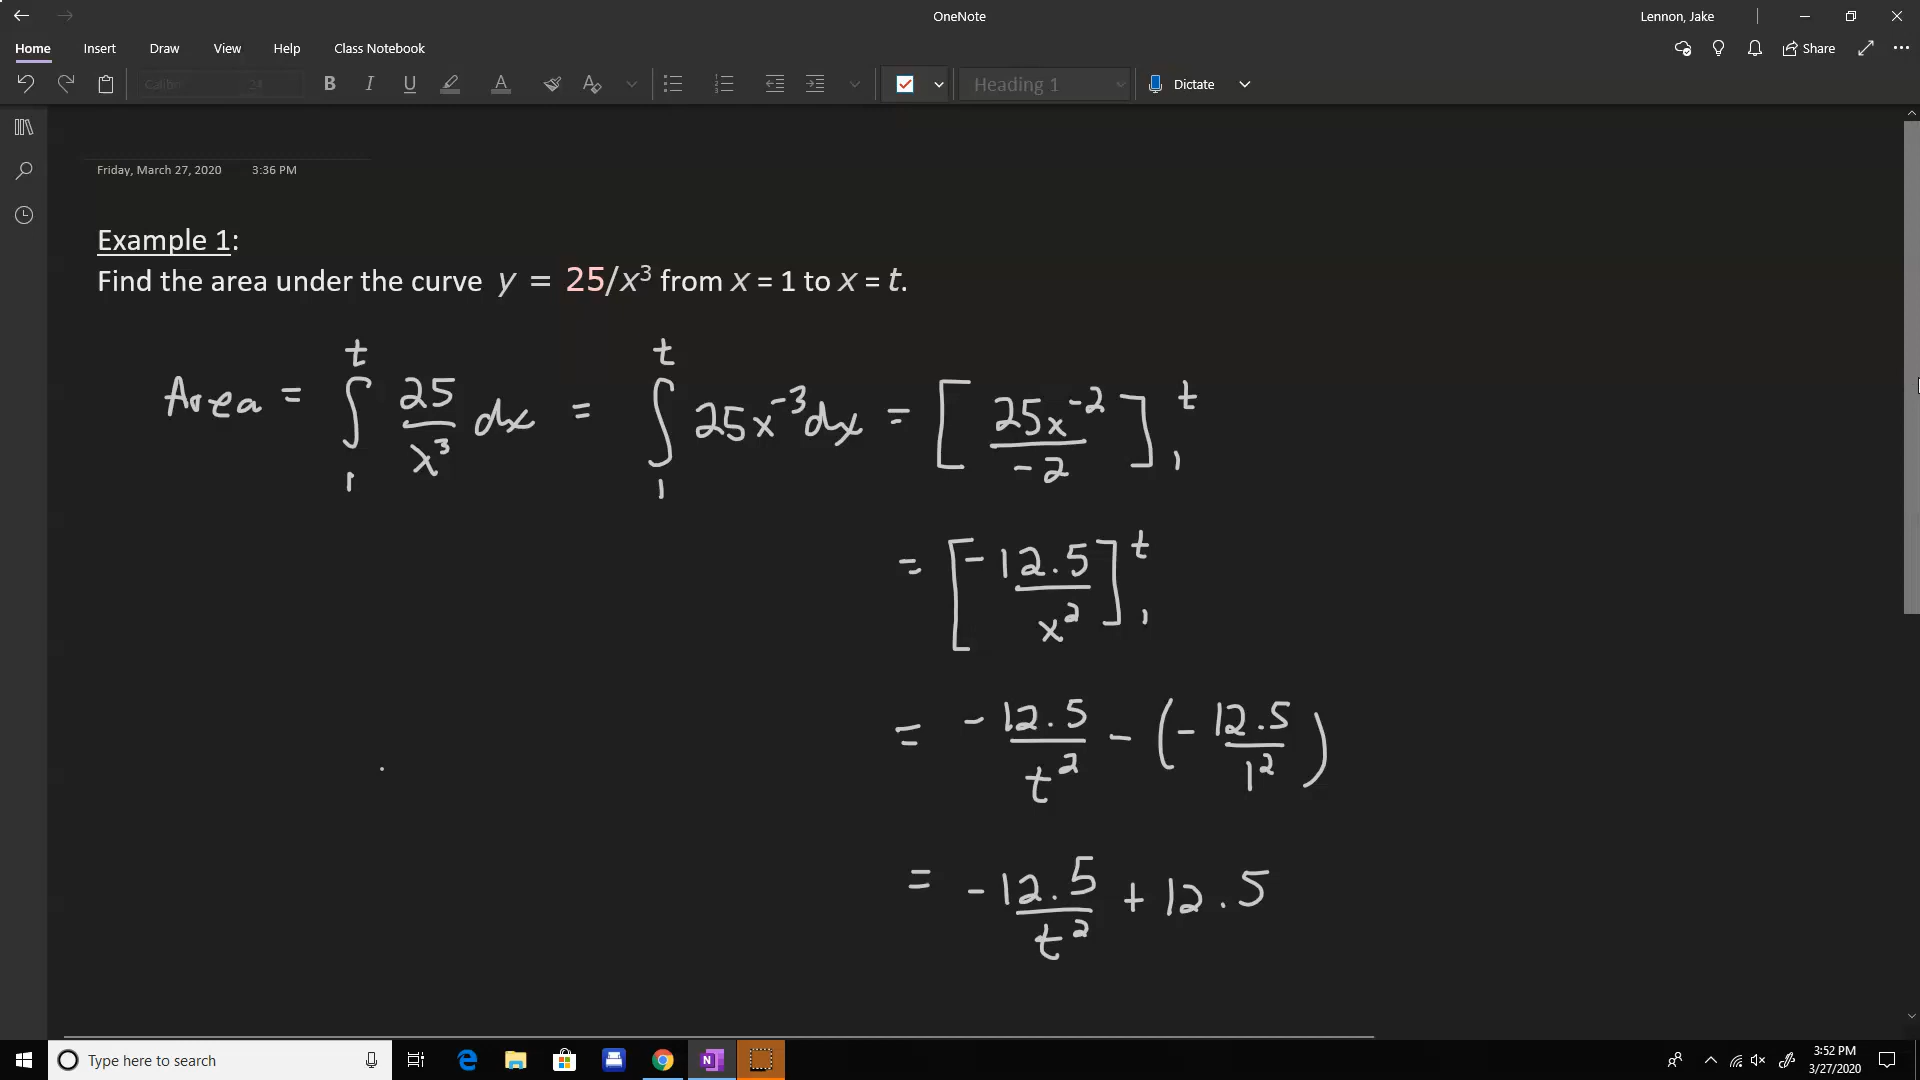 OneNote
Lennon, Jake
Home Insert Draw View Help Class Notebook
Share
Calibri 24 B I U A A Heading 1 Dictate
Friday, March 27, 2020 3:36 PM
Example 1:
Find the area under the curve y = 25/x³ from x = 1 to x = t.
Area = ∫₁ᵗ 25/x³ dx = ∫₁ᵗ 25x⁻³dx = [25x⁻²/-2]₁ᵗ
= [-12.5/x²]₁ᵗ
= -12.5/t² - (-12.5/1²)
= -12.5/t² + 12.5
Type here to search
N
3:52 PM
3/27/2020